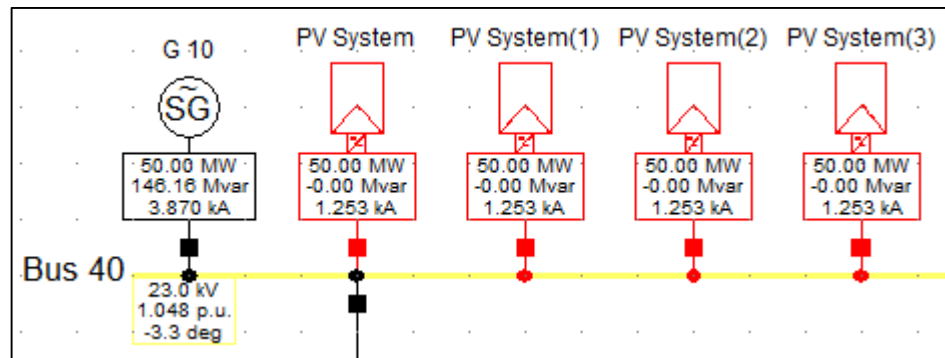 G 10
SG
PV System
PV System(1)
PV System(2)
PV System(3)
50.00 MW
146.16 Mvar
3.870 kA
50.00 MW
-0.00 Mvar
1.253 kA
50.00 MW
-0.00 Mvar
1.253 kA
50.00 MW
-0.00 Mvar
1.253 kA
50.00 MW
-0.00 Mvar
1.253 kA
Bus 40
23.0 kV
1.048 p.u.
-3.3 deg